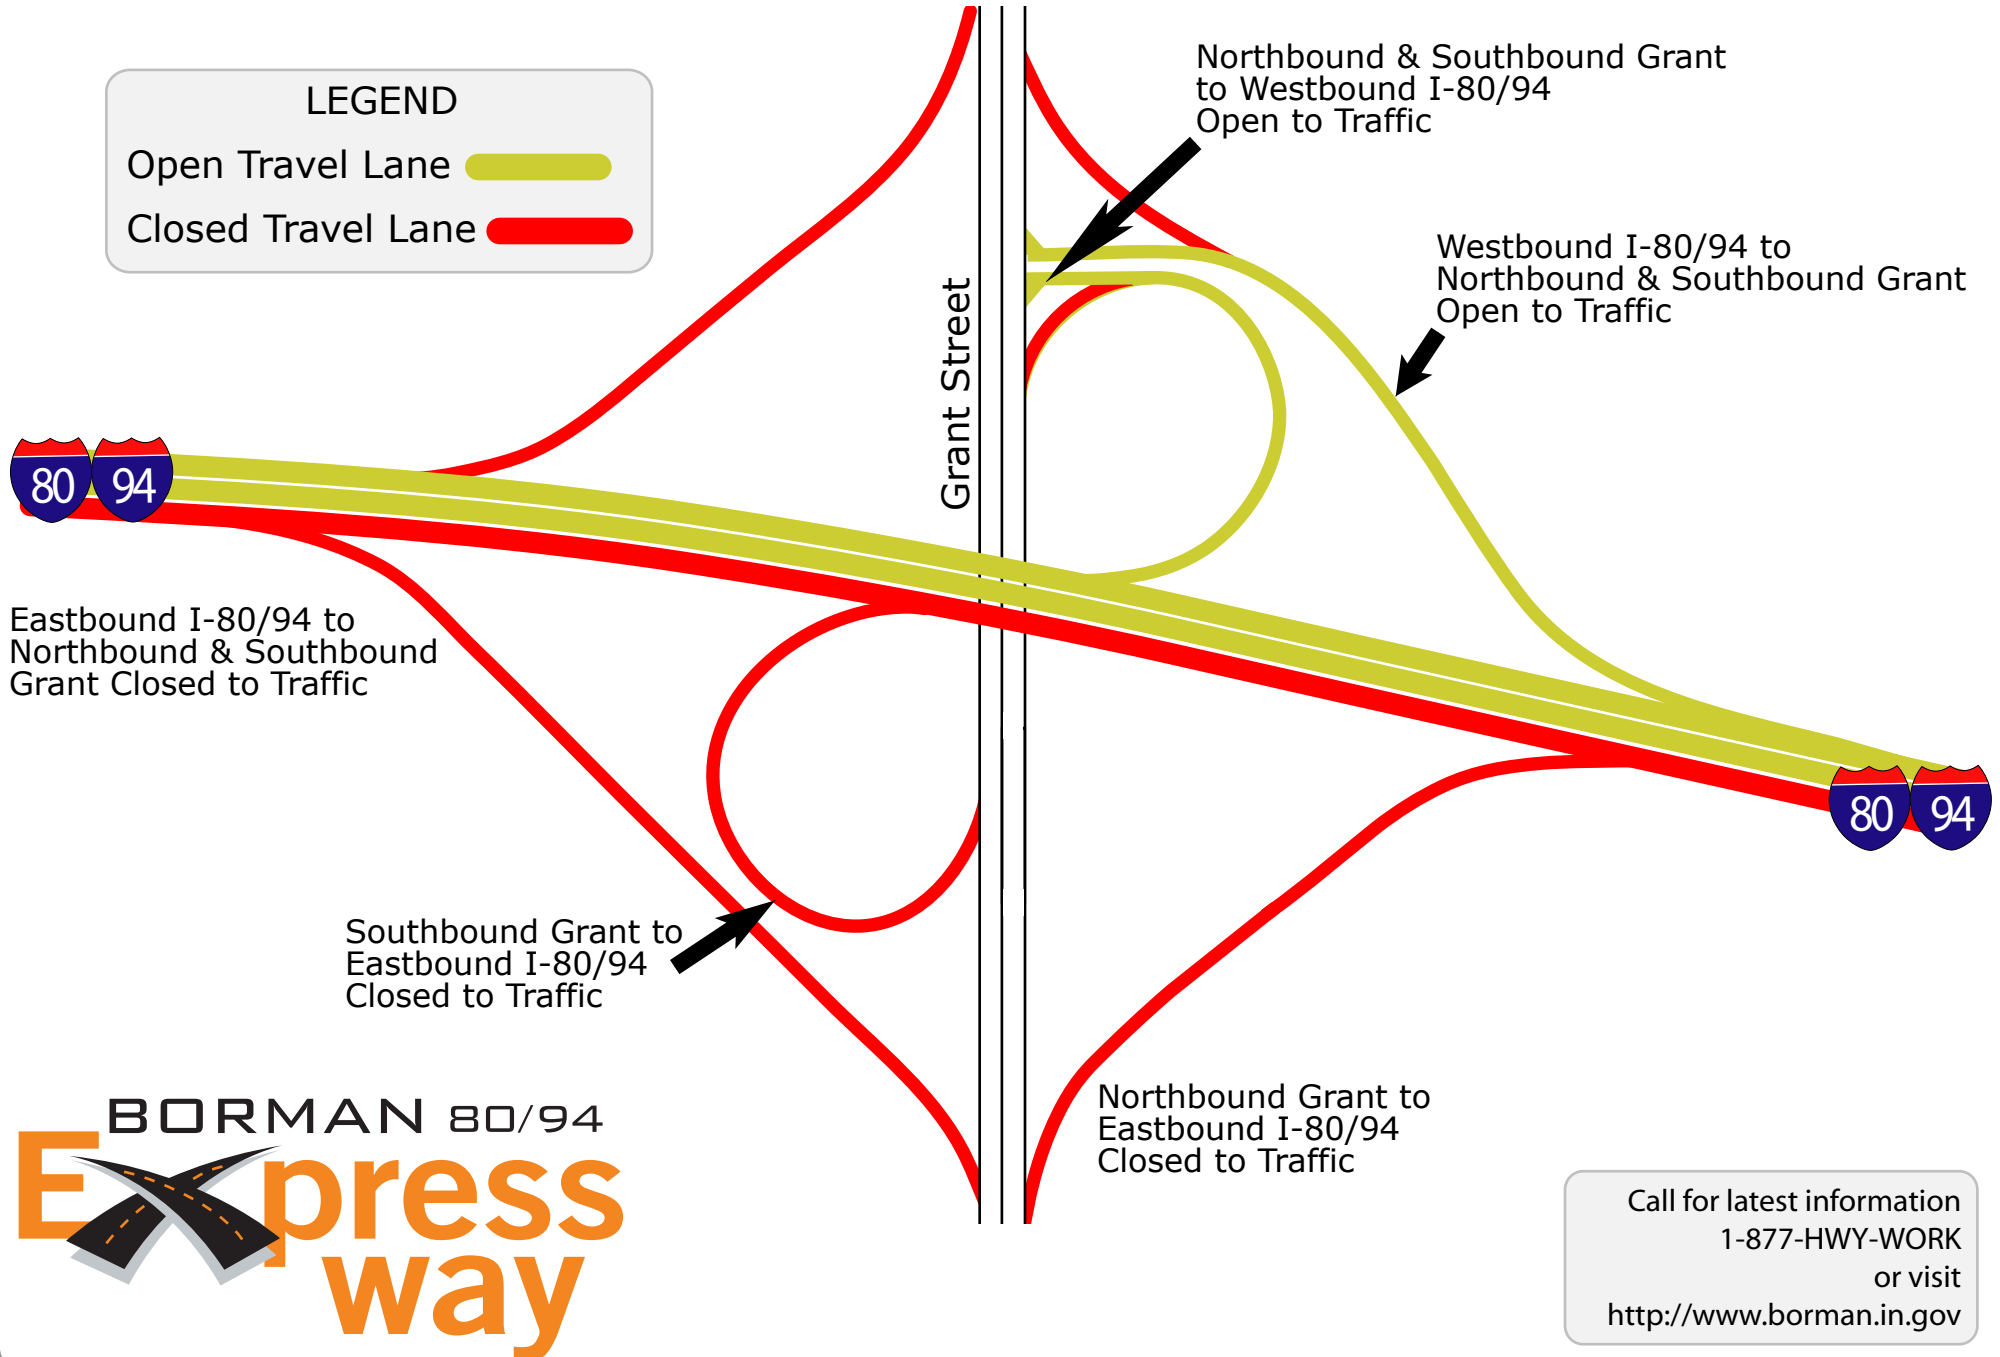 LEGEND
Open Travel Lane
Closed Travel Lane
Northbound & Southbound Grant
to Westbound I-80/94
Open to Traffic
Westbound I-80/94 to
Northbound & Southbound Grant
Open to Traffic
Grant Street
80 94
Eastbound I-80/94 to
Northbound & Southbound
Grant Closed to Traffic
80 94
Southbound Grant to
Eastbound I-80/94
Closed to Traffic
Northbound Grant to
Eastbound I-80/94
Closed to Traffic
BORMAN 80/94
Express
way
Call for latest information
1-877-HWY-WORK
or visit
http://www.borman.in.gov